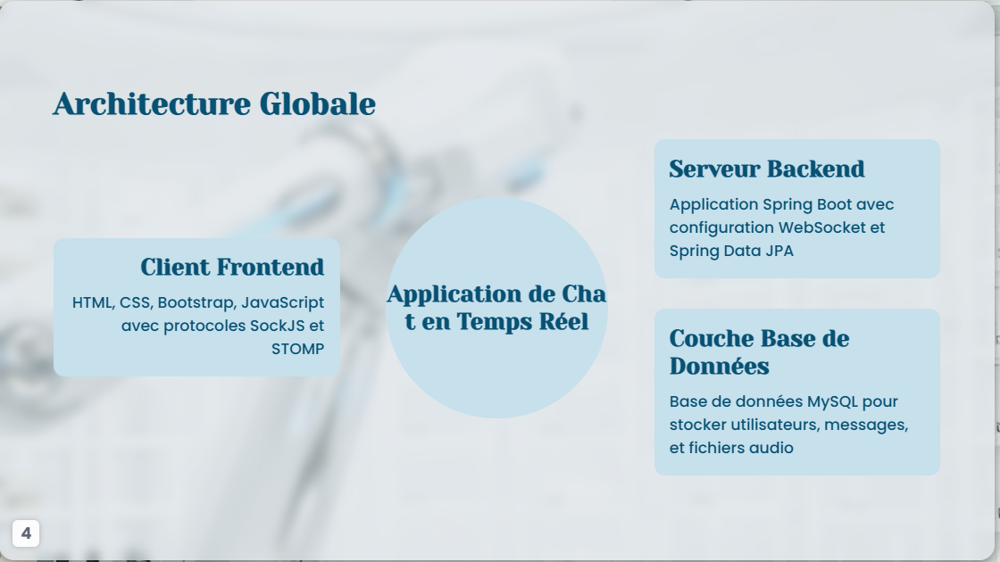 Architecture Globale
Client Frontend
HTML, CSS, Bootstrap, JavaScript
avec protocoles SockJS et
STOMP
Application de Cha
t en Temps Réel
Serveur Backend
Application Spring Boot avec
configuration WebSocket et
Spring Data JPA
Couche Base de
Données
Base de données MySQL pour
stocker utilisateurs, messages,
et fichiers audio
4